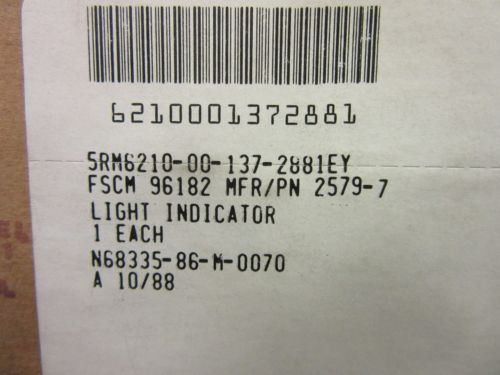 6210001372881
5RM6210-00-137-2881EY
FSCM 96182 MFR/PN 2579-7
LIGHT INDICATOR
1 EACH
N68335-86-M-0070
A 10/88